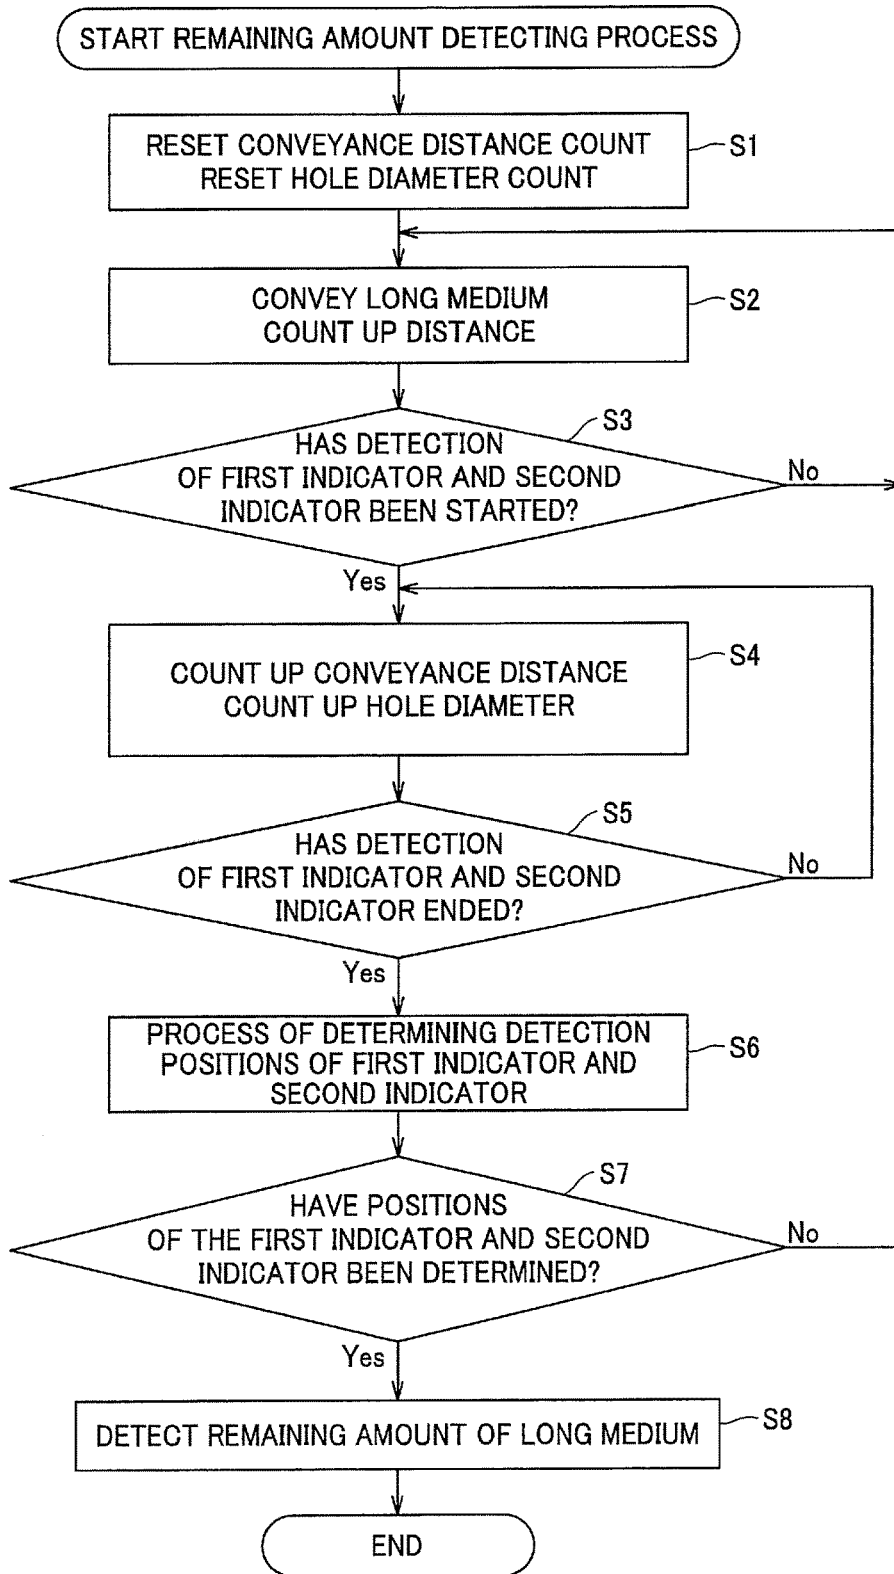 START REMAINING AMOUNT DETECTING PROCESS
RESET CONVEYANCE DISTANCE COUNT
RESET HOLE DIAMETER COUNT
S1
CONVEY LONG MEDIUM
COUNT UP DISTANCE
S2
S3
HAS DETECTION
OF FIRST INDICATOR AND SECOND
INDICATOR BEEN STARTED?
No
Yes
COUNT UP CONVEYANCE DISTANCE
COUNT UP HOLE DIAMETER
S4
S5
HAS DETECTION
OF FIRST INDICATOR AND SECOND
INDICATOR ENDED?
No
Yes
PROCESS OF DETERMINING DETECTION
POSITIONS OF FIRST INDICATOR AND
SECOND INDICATOR
S6
S7
HAVE POSITIONS
OF THE FIRST INDICATOR AND SECOND
INDICATOR BEEN DETERMINED?
No
Yes
DETECT REMAINING AMOUNT OF LONG MEDIUM
S8
END